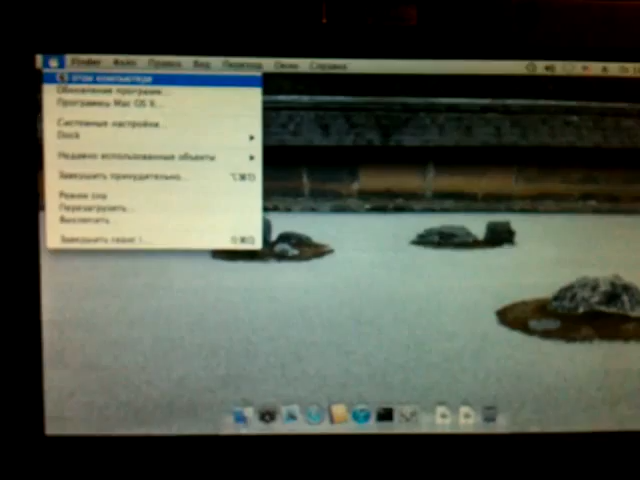 Finder Файл Правка Вид Переход Окно Справка
Об этом компьютере
Обновление программ...
Программы Mac OS X...
Системные настройки...
Dock
Недавно использованные объекты
Завершить принудительно...
Режим сна
Перезагрузить...
Выключить
Завершить сеанс